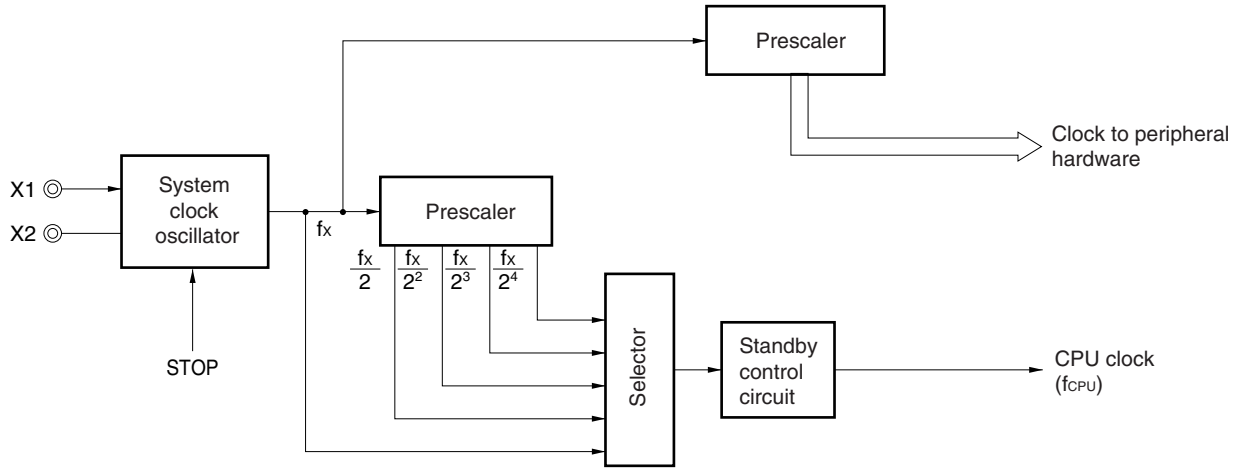 Prescaler
Clock to peripheral
hardware
X1
X2
System
clock
oscillator
fX
Prescaler
fX/2 fX/2² fX/2³ fX/2⁴
STOP
Selector
Standby
control
circuit
CPU clock
(fCPU)